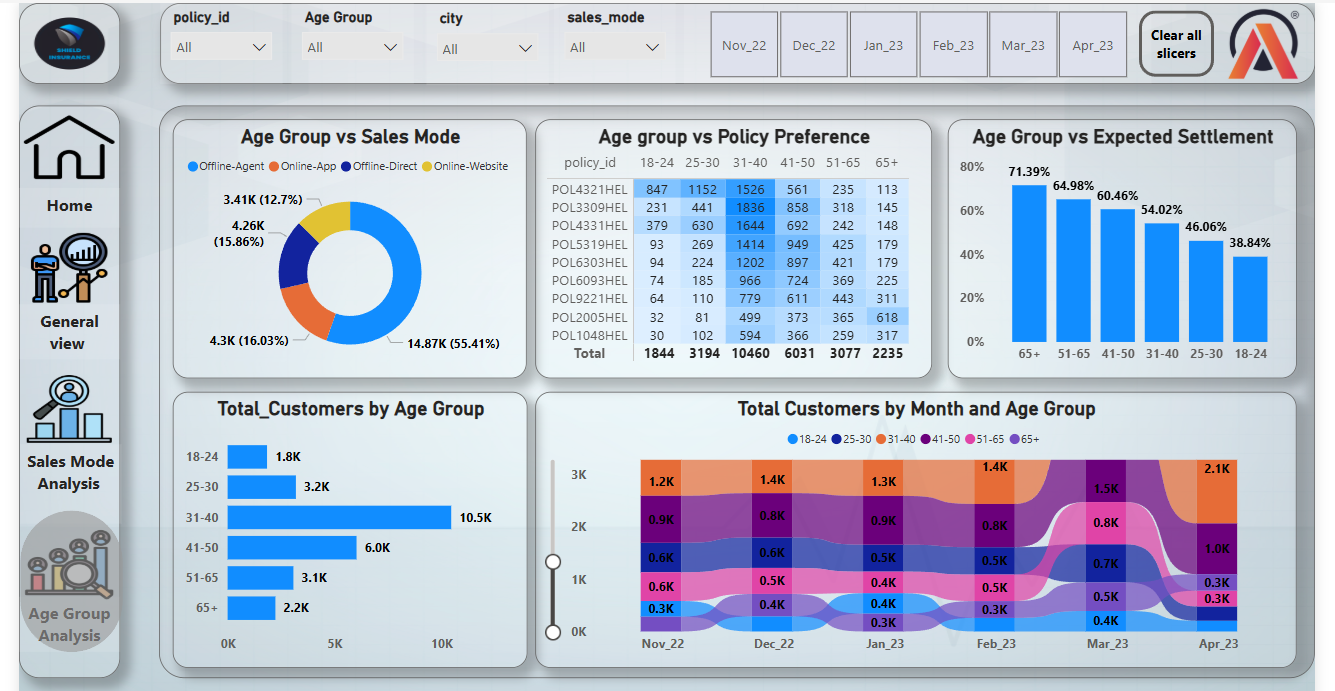 policy_id
Age Group
city
sales_mode
All
All
All
All
Nov_22
Dec_22
Jan_23
Feb_23
Mar_23
Apr_23
Clear all
slicers
®
SHIELD
INSURANCE
Home
General
view
Sales Mode
Analysis
Age Group
Analysis
Age Group vs Sales Mode
Offline-Agent Online-App Offline-Direct Online-Website
3.41K (12.7%)
4.26K
(15.86%)
4.3K (16.03%)
14.87K (55.41%)
Age group vs Policy Preference
policy_id 18-24 25-30 31-40 41-50 51-65 65+
POL4321HEL 847 1152 1526 561 235 113
POL3309HEL 231 441 1836 858 318 145
POL4331HEL 379 630 1644 692 242 148
POL5319HEL 93 269 1414 949 425 179
POL6303HEL 94 224 1202 897 421 179
POL6093HEL 74 185 966 724 369 225
POL9221HEL 64 110 779 611 443 311
POL2005HEL 32 81 499 373 365 618
POL1048HEL 30 102 594 366 259 317
Total 1844 3194 10460 6031 3077 2235
Age Group vs Expected Settlement
80%
60%
40%
20%
0%
71.39%
64.98%
60.46%
54.02%
46.06%
38.84%
65+ 51-65 41-50 31-40 25-30 18-24
Total_Customers by Age Group
18-24 1.8K
25-30 3.2K
31-40 10.5K
41-50 6.0K
51-65 3.1K
65+ 2.2K
0K 5K 10K
Total Customers by Month and Age Group
18-24 25-30 31-40 41-50 51-65 65+
3K
2K
1K
0K
1.2K
0.9K
0.6K
0.6K
0.3K
1.4K
0.8K
0.6K
0.5K
0.4K
1.3K
0.9K
0.5K
0.4K
0.4K
0.3K
1.4K
0.8K
0.5K
0.5K
0.3K
1.5K
0.8K
0.7K
0.5K
0.4K
2.1K
1.0K
0.3K
0.3K
Nov_22 Dec_22 Jan_23 Feb_23 Mar_23 Apr_23